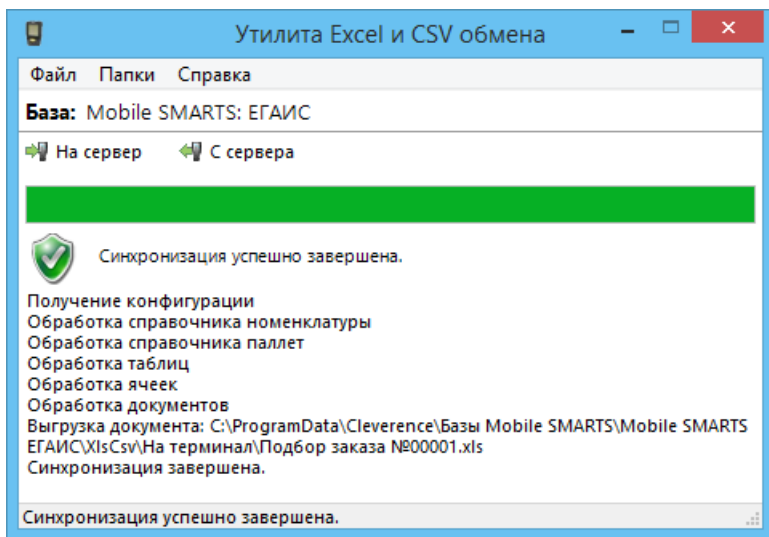 Утилита Excel и CSV обмена
Файл Папки Справка
База: Mobile SMARTS: ЕГАИС
На сервер С сервера
Синхронизация успешно завершена.
Получение конфигурации
Обработка справочника номенклатуры
Обработка справочника паллет
Обработка таблиц
Обработка ячеек
Обработка документов
Выгрузка документа: C:\ProgramData\Cleverence\Базы Mobile SMARTS\Mobile SMARTS
ЕГАИС\XlsCsv\На терминал\Подбор заказа №00001.xls
Синхронизация завершена.
Синхронизация успешно завершена.